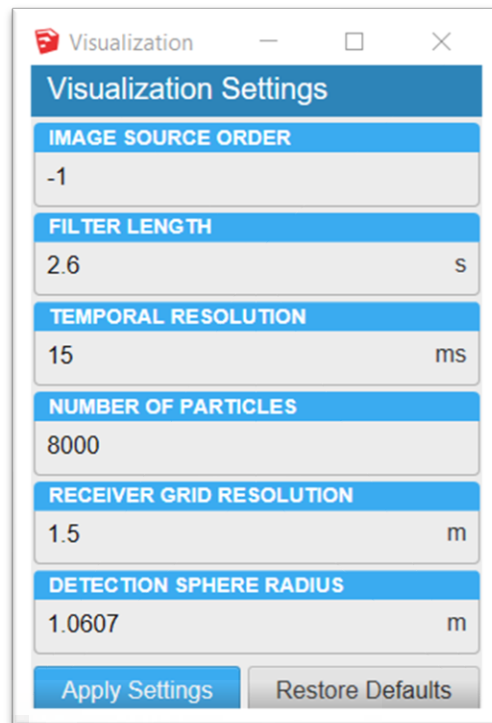 Visualization
Visualization Settings
IMAGE SOURCE ORDER
-1
FILTER LENGTH
2.6 s
TEMPORAL RESOLUTION
15 ms
NUMBER OF PARTICLES
8000
RECEIVER GRID RESOLUTION
1.5 m
DETECTION SPHERE RADIUS
1.0607 m
Apply Settings Restore Defaults